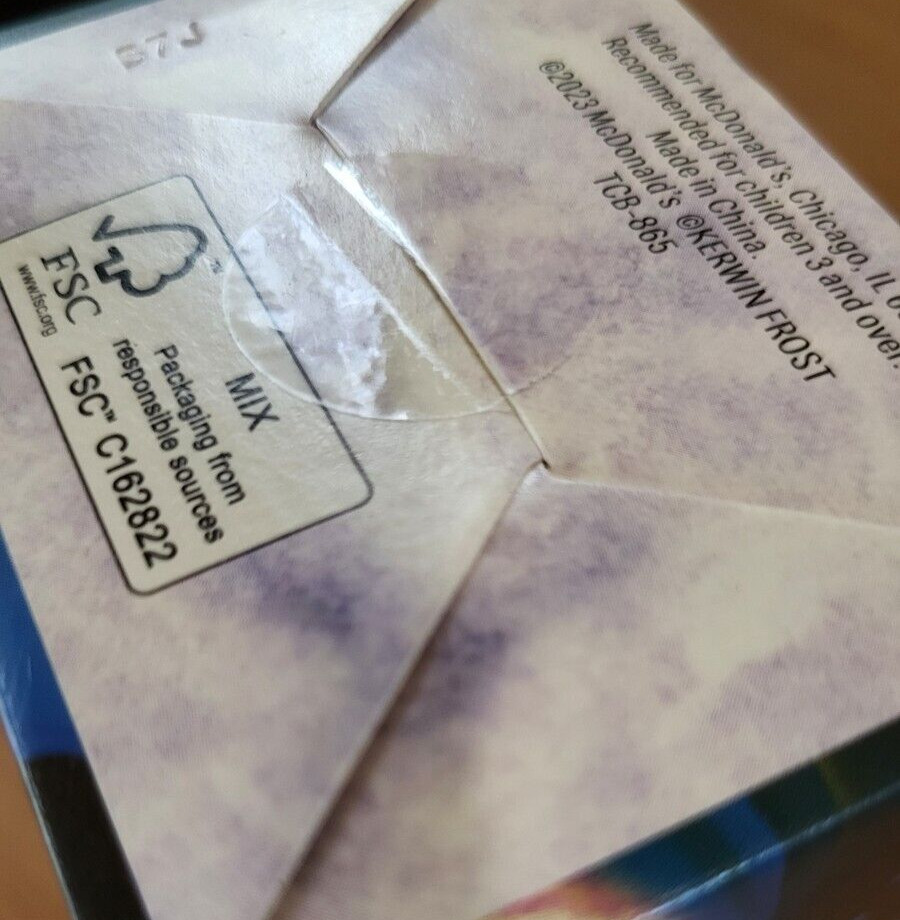 B7J
Made for McDonald's, Chicago, IL
Recommended for children 3 and over.
Made in China.
©2023 McDonald's ©KERWIN FROST
TCB-865
FSC
www.fsc.org
MIX
Packaging from
responsible sources
FSC™ C162822